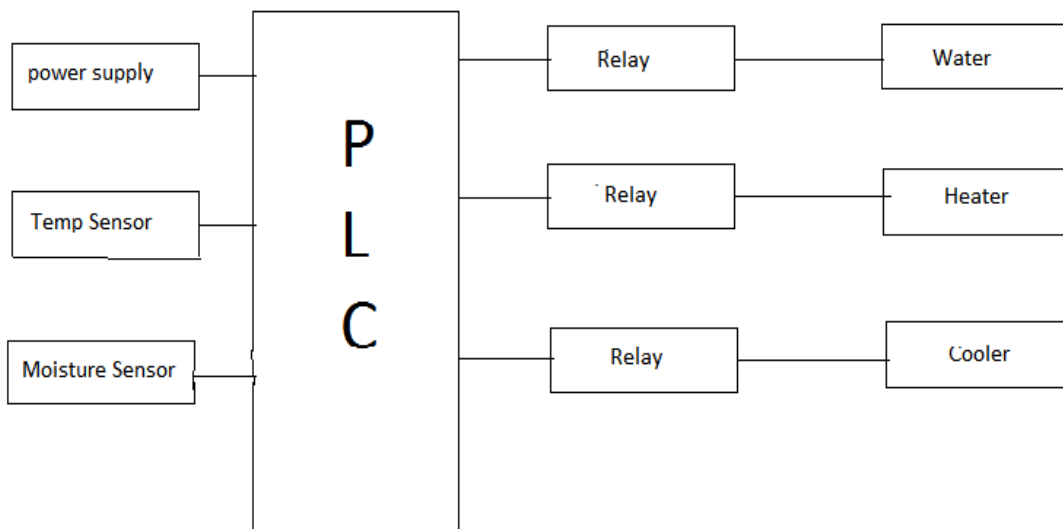 power supply
Temp Sensor
Moisture Sensor
P
L
C
Relay
Water
Relay
Heater
Relay
Cooler